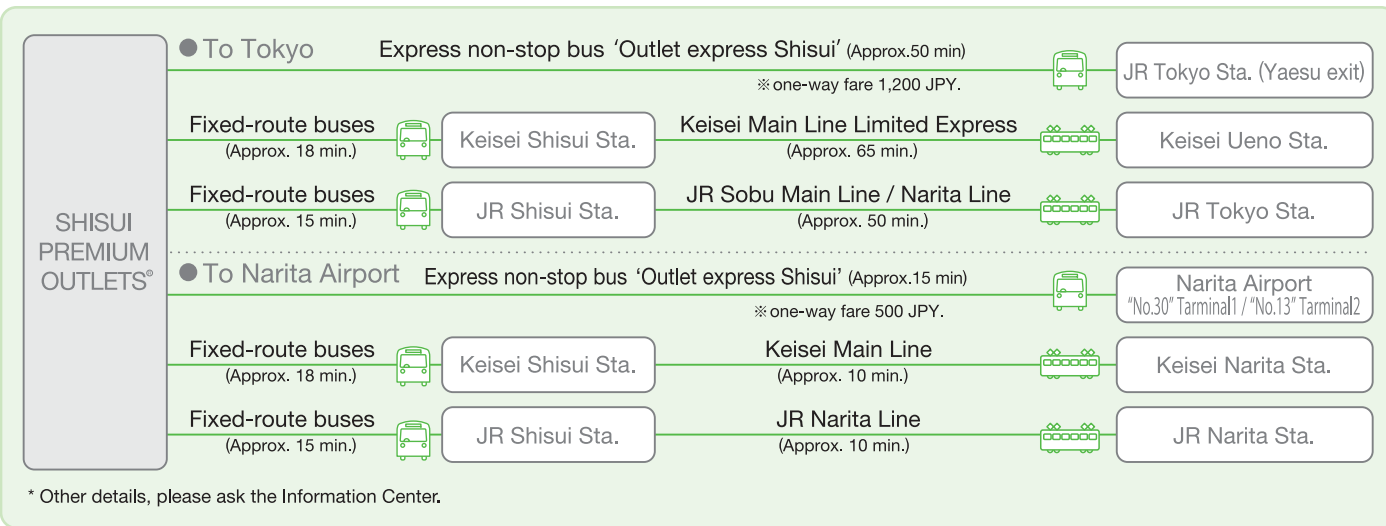 SHISUI
PREMIUM
OUTLETS®
● To Tokyo
Express non-stop bus ‘Outlet express Shisui’ (Approx.50 min)
※one-way fare 1,200 JPY.
JR Tokyo Sta. (Yaesu exit)
Fixed-route buses
(Approx. 18 min.)
Keisei Shisui Sta.
Keisei Main Line Limited Express
(Approx. 65 min.)
Keisei Ueno Sta.
Fixed-route buses
(Approx. 15 min.)
JR Shisui Sta.
JR Sobu Main Line / Narita Line
(Approx. 50 min.)
JR Tokyo Sta.
● To Narita Airport
Express non-stop bus ‘Outlet express Shisui’ (Approx.15 min)
※one-way fare 500 JPY.
Narita Airport
“No.30” Tarminal1 / “No.13” Tarminal2
Fixed-route buses
(Approx. 18 min.)
Keisei Shisui Sta.
Keisei Main Line
(Approx. 10 min.)
Keisei Narita Sta.
Fixed-route buses
(Approx. 15 min.)
JR Shisui Sta.
JR Narita Line
(Approx. 10 min.)
JR Narita Sta.
* Other details, please ask the Information Center.